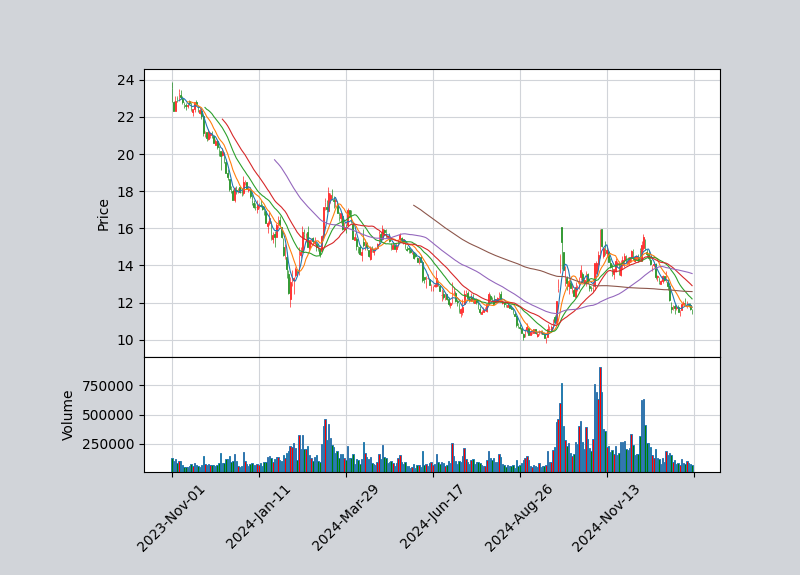 24
22
20
18
16
14
12
10
Price
750000
500000
250000
Volume
2023-Nov-01
2024-Jan-11
2024-Mar-29
2024-Jun-17
2024-Aug-26
2024-Nov-13